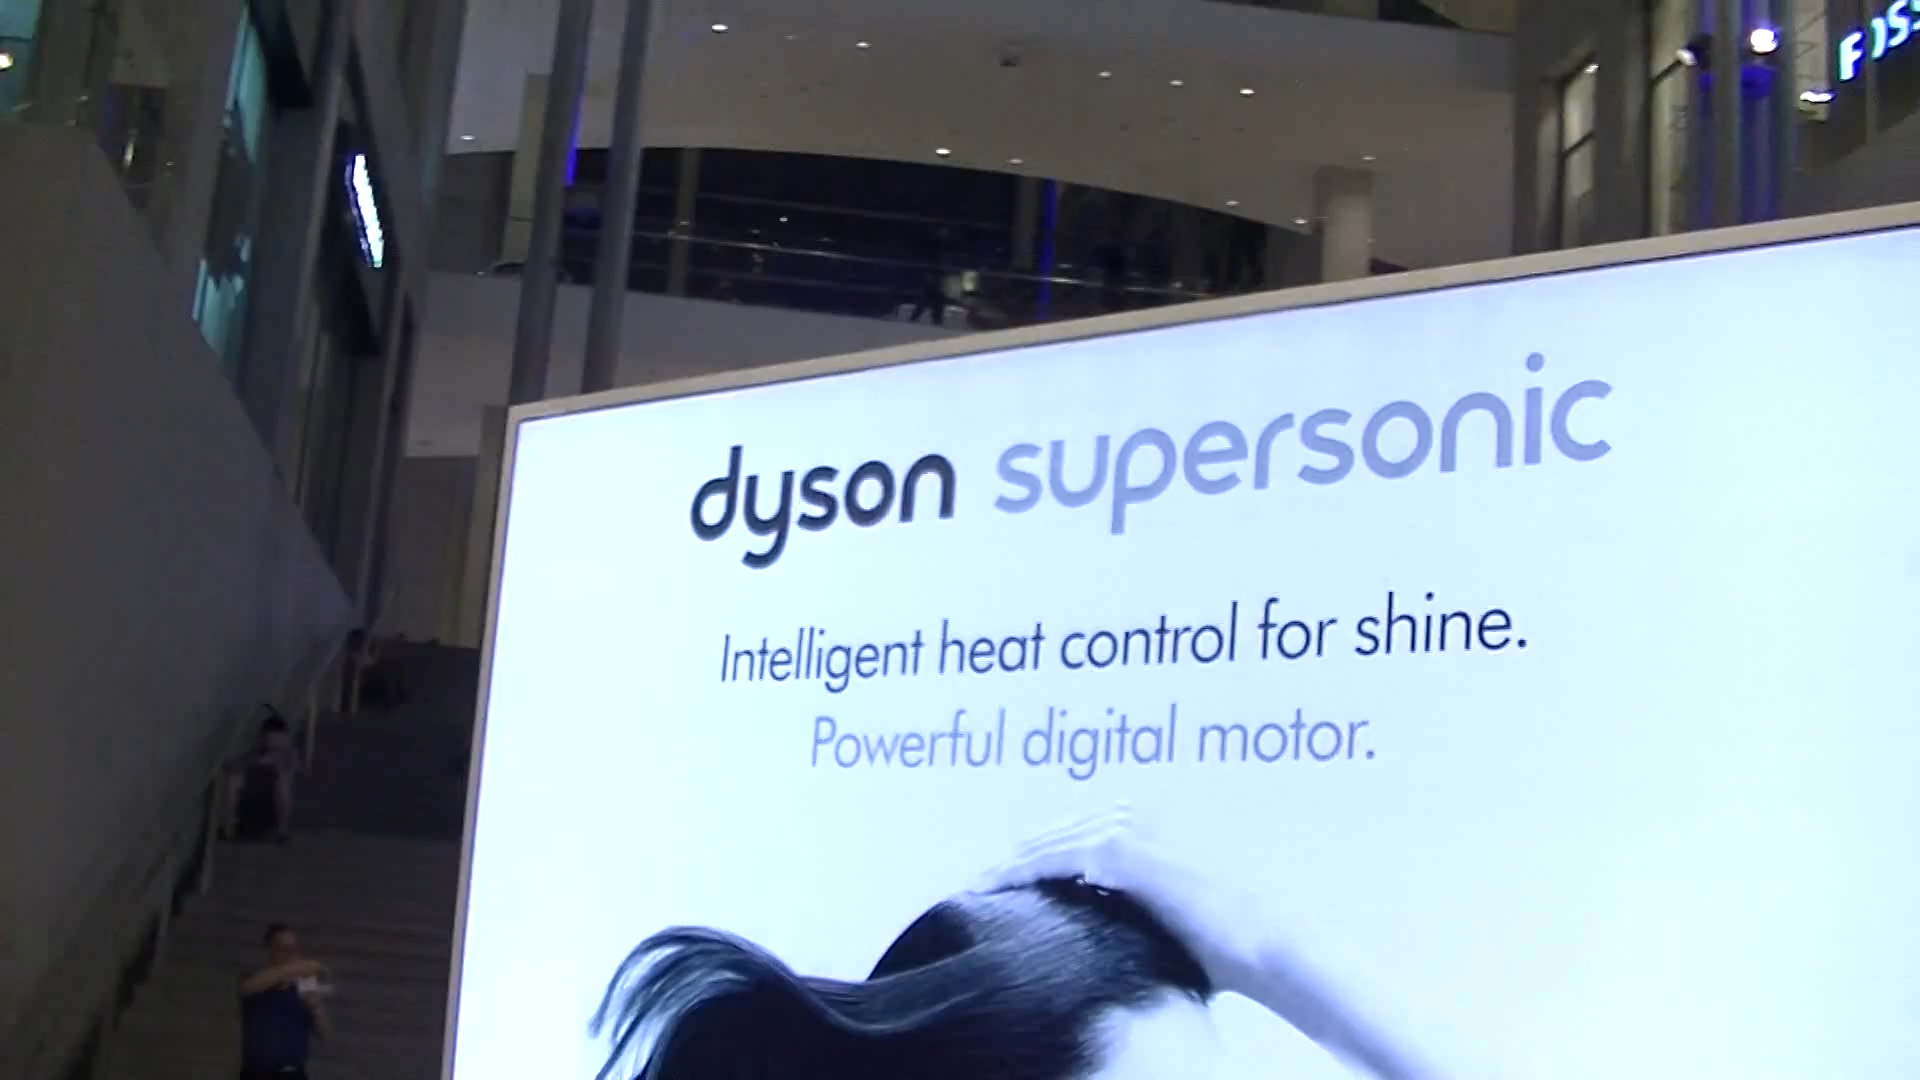 dyson supersonic
Intelligent heat control for shine.
Powerful digital motor.